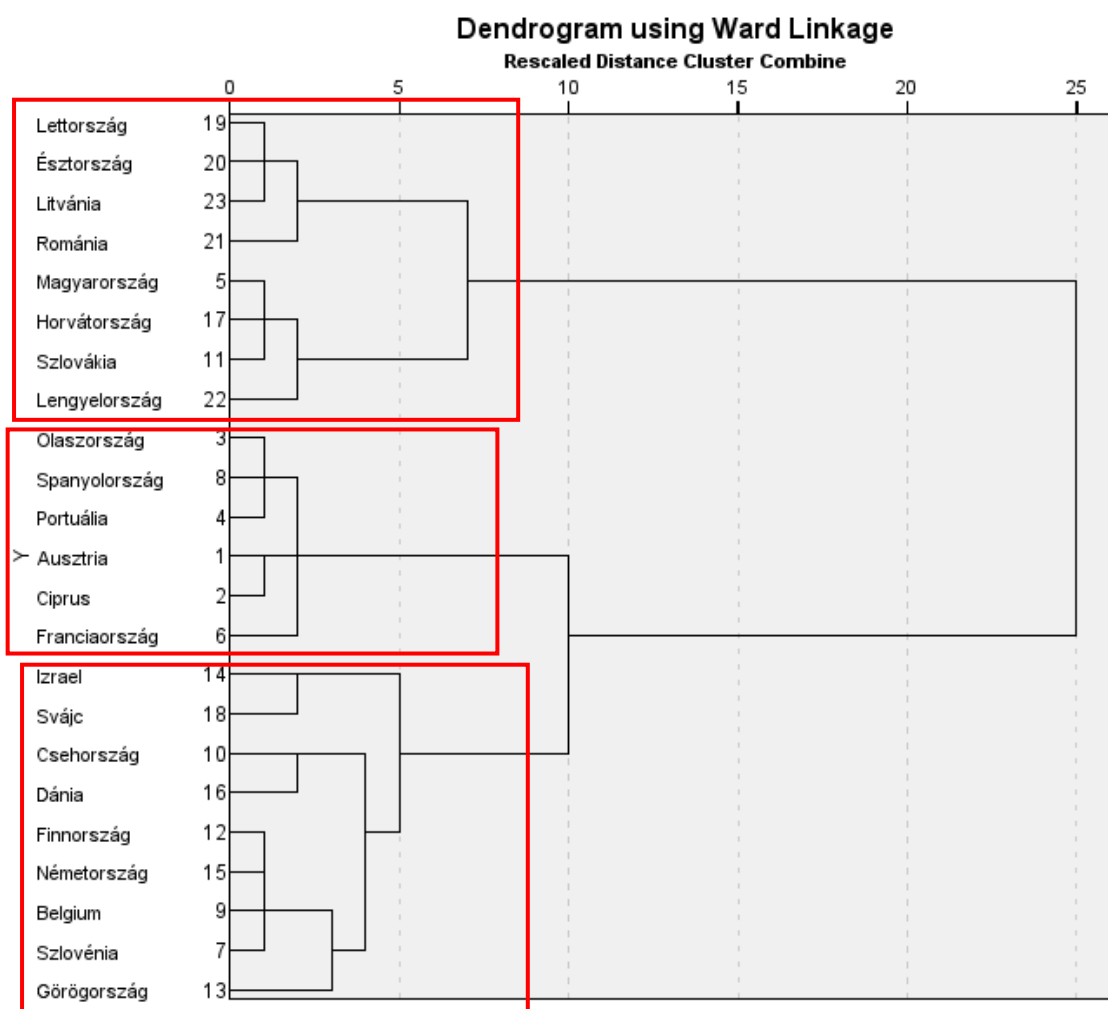 Dendrogram using Ward Linkage
Rescaled Distance Cluster Combine
0 5 10 15 20 25
Lettország 19
Észtország 20
Litvánia 23
Románia 21
Magyarország 5
Horvátország 17
Szlovákia 11
Lengyelország 22
Olaszország 3
Spanyolország 8
Portuália 4
Y Ausztria 1
Ciprus 2
Franciaország 6
Izrael 14
Svájc 18
Csehország 10
Dánia 16
Finnország 12
Németország 15
Belgium 9
Szlovénia 7
Görögország 13